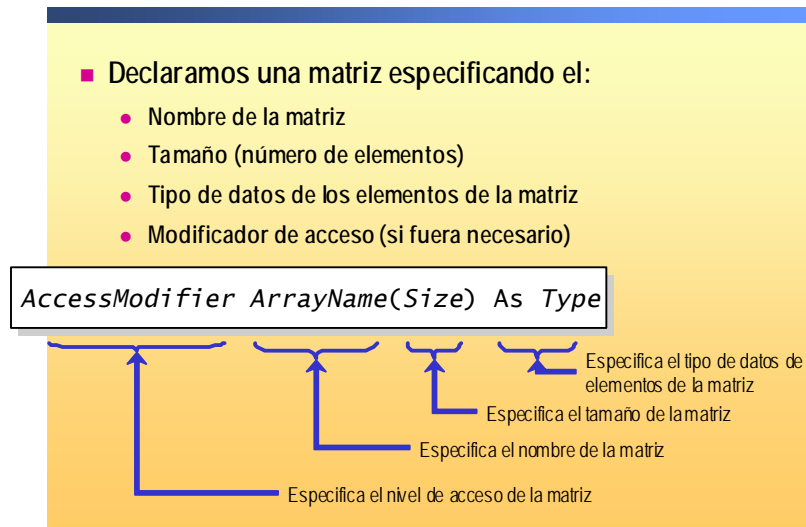 Declaramos una matriz especificando el:
Nombre de la matriz
Tamaño (número de elementos)
Tipo de datos de los elementos de la matriz
Modificador de acceso (si fuera necesario)
AccessModifier ArrayName(Size) As Type
Especifica el tipo de datos de
elementos de la matriz
Especifica el tamaño de la matriz
Especifica el nombre de la matriz
Especifica el nivel de acceso de la matriz